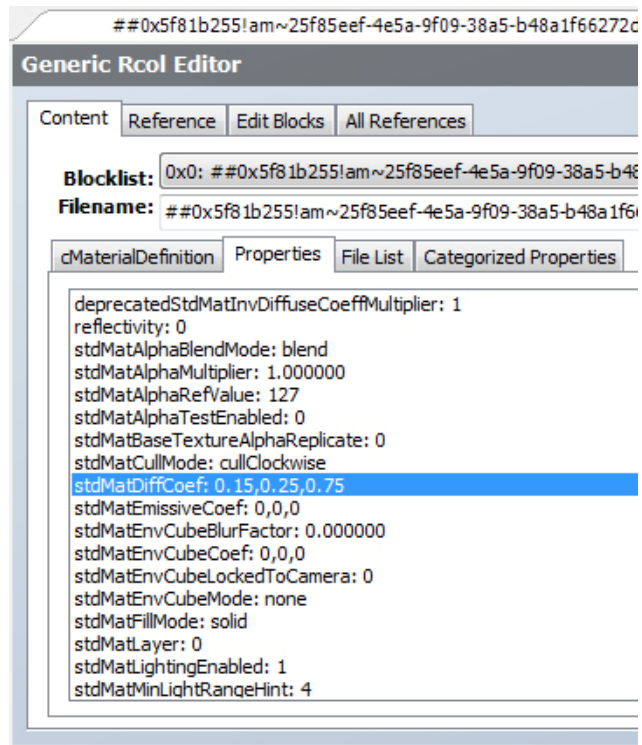 ##0x5f81b255!am~25f85eef-4e5a-9f09-38a5-b48a1f66272d
Generic Rcol Editor
Content Reference Edit Blocks All References
Blocklist: 0x0: ##0x5f81b255!am~25f85eef-4e5a-9f09-38a5-b48
Filename: ##0x5f81b255!am~25f85eef-4e5a-9f09-38a5-b48a1f66
cMaterialDefinition Properties File List Categorized Properties
deprecatedStdMatInvDiffuseCoeffMultiplier: 1
reflectivity: 0
stdMatAlphaBlendMode: blend
stdMatAlphaMultiplier: 1.000000
stdMatAlphaRefValue: 127
stdMatAlphaTestEnabled: 0
stdMatBaseTextureAlphaReplicate: 0
stdMatCullMode: cullClockwise
stdMatDiffCoef: 0.15,0.25,0.75
stdMatEmissiveCoef: 0,0,0
stdMatEnvCubeBlurFactor: 0.000000
stdMatEnvCubeCoef: 0,0,0
stdMatEnvCubeLockedToCamera: 0
stdMatEnvCubeMode: none
stdMatFillMode: solid
stdMatLayer: 0
stdMatLightingEnabled: 1
stdMatMinLightRangeHint: 4